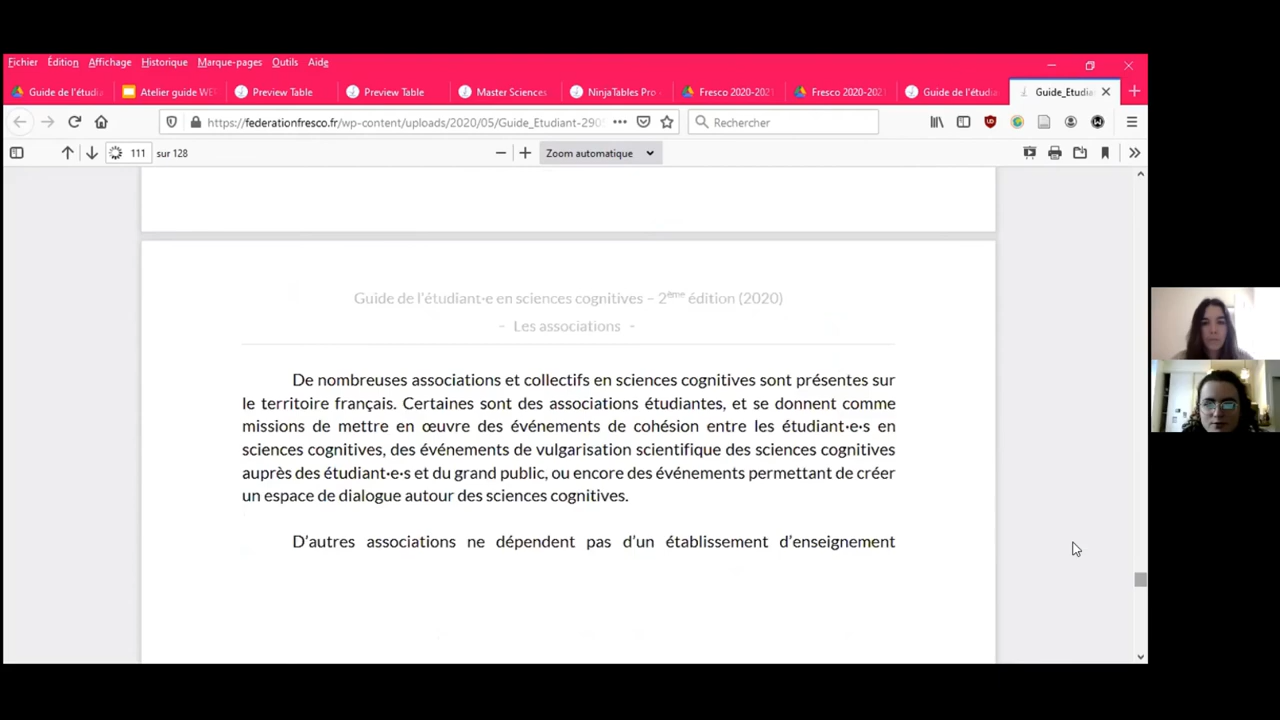 Fichier Édition Affichage Historique Marque-pages Outils Aide
Guide de l'étudia Atelier guide WE Preview Table Preview Table Master Sciences NinjaTables Pro Fresco 2020-2021 Fresco 2020-202 Guide de l'étudia Guide_Etudia
https://federationfresco.fr/wp-content/uploads/2020/05/Guide_Etudiant-290 Rechercher
111 sur 128 Zoom automatique
Guide de l'étudiant·e en sciences cognitives – 2ème édition (2020)
- Les associations -
De nombreuses associations et collectifs en sciences cognitives sont présentes sur
le territoire français. Certaines sont des associations étudiantes, et se donnent comme
missions de mettre en œuvre des événements de cohésion entre les étudiant·e·s en
sciences cognitives, des événements de vulgarisation scientifique des sciences cognitives
auprès des étudiant·e·s et du grand public, ou encore des événements permettant de créer
un espace de dialogue autour des sciences cognitives.
D'autres associations ne dépendent pas d'un établissement d'enseignement